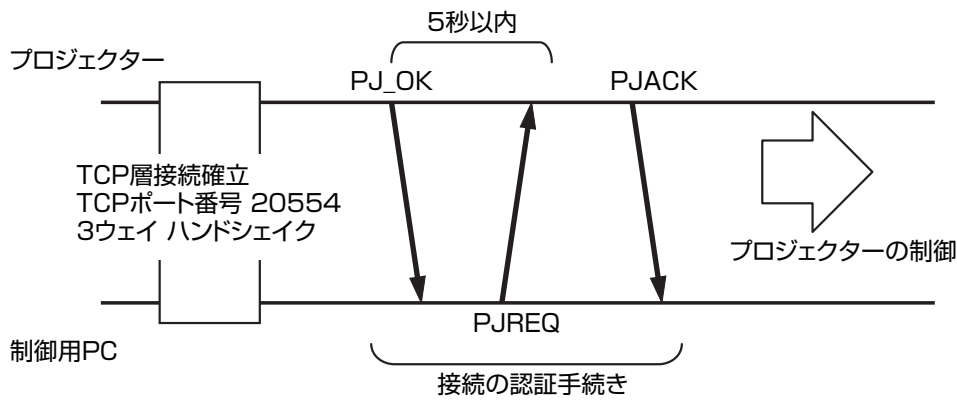 5秒以内
プロジェクター
PJ_OK
PJACK
TCP層接続確立
TCPポート番号 20554
3ウェイ ハンドシェイク
プロジェクターの制御
PJREQ
制御用PC
接続の認証手続き